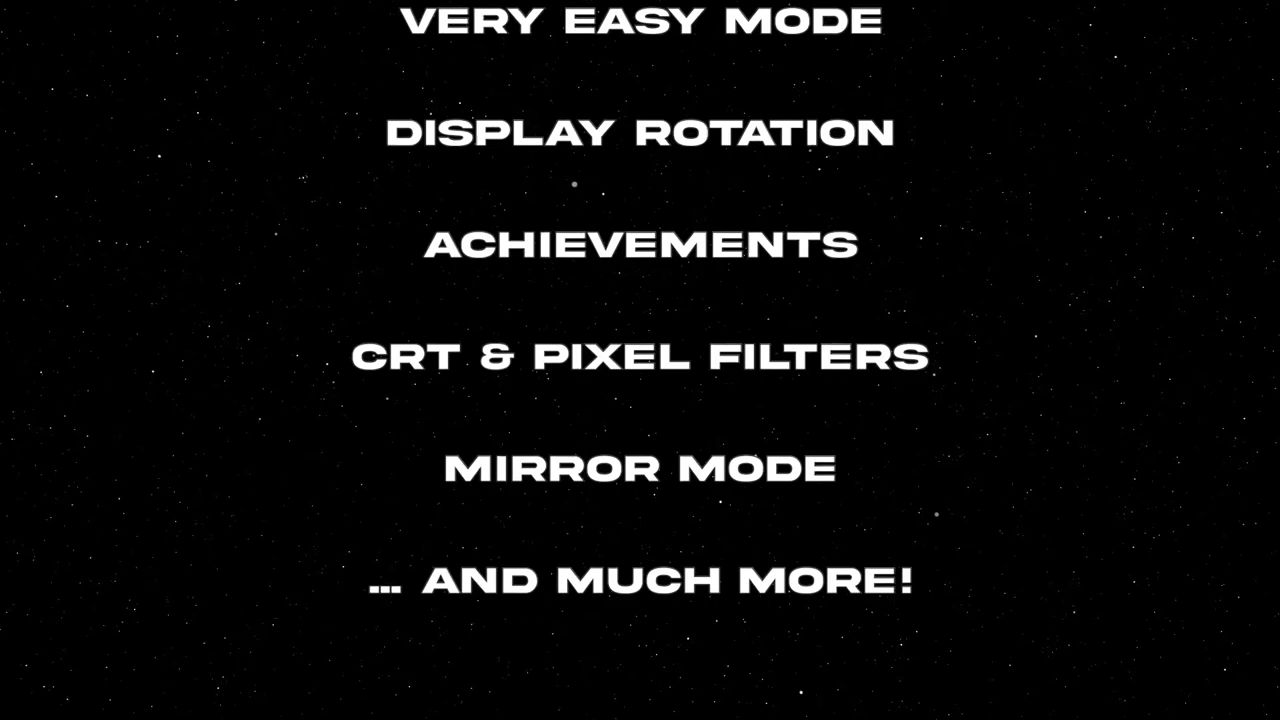 VERY EASY MODE
DISPLAY ROTATION
ACHIEVEMENTS
CRT & PIXEL FILTERS
MIRROR MODE
... AND MUCH MORE!